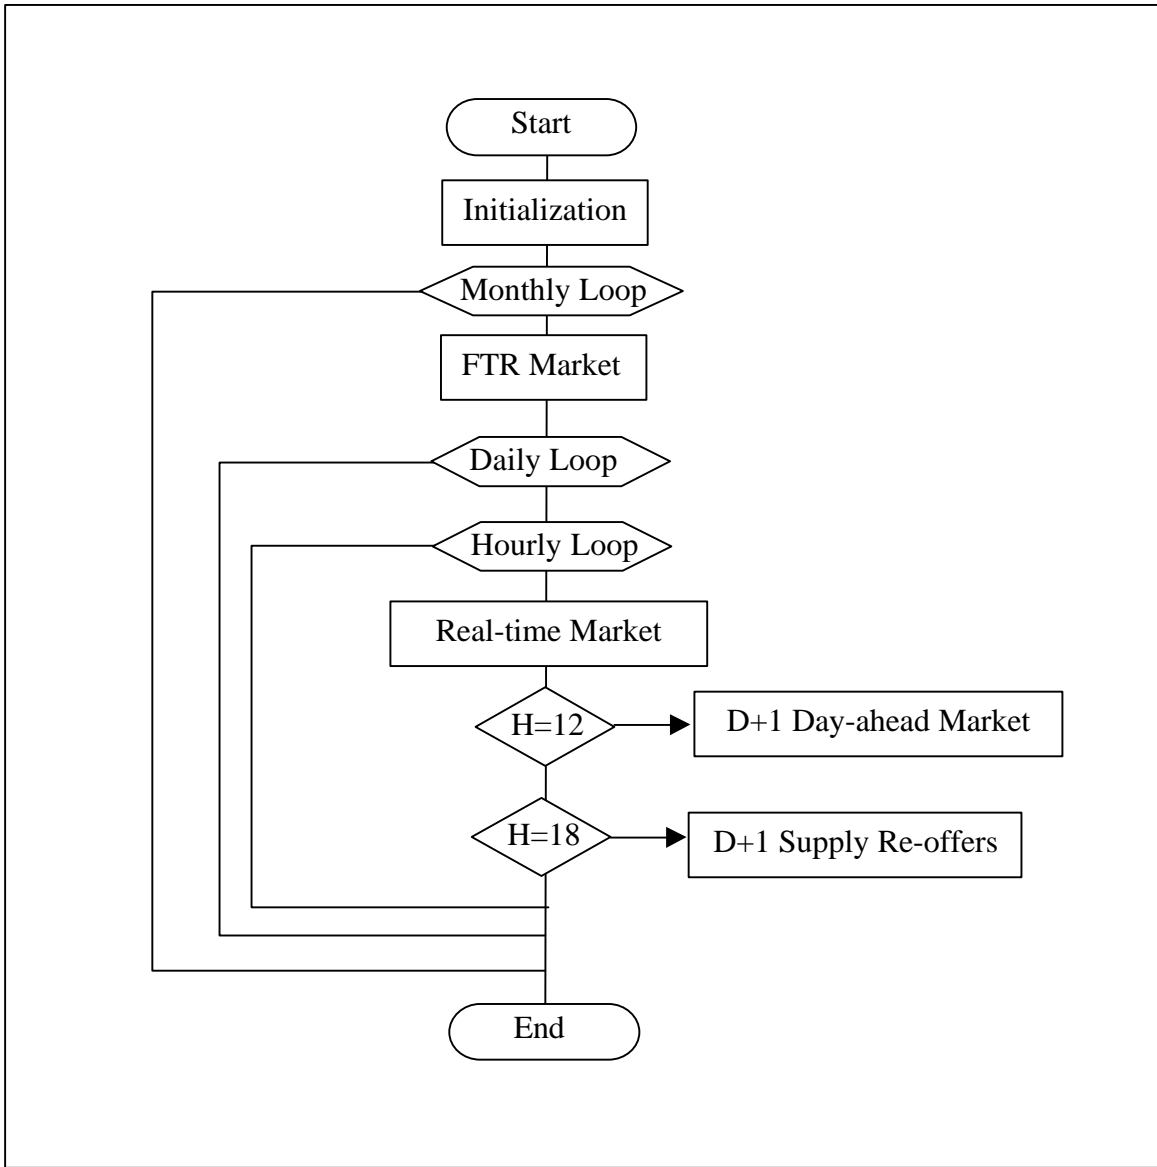 Start
Initialization
Monthly Loop
FTR Market
Daily Loop
Hourly Loop
Real-time Market
H=12
D+1 Day-ahead Market
H=18
D+1 Supply Re-offers
End